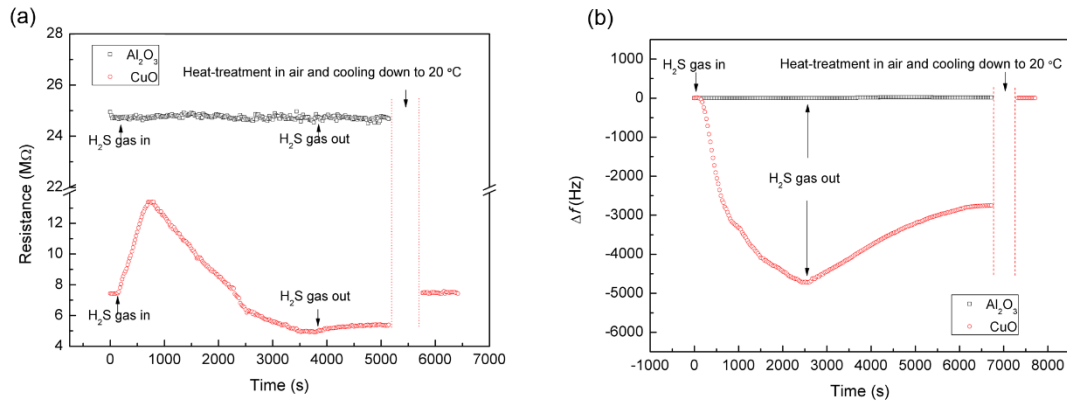 (a)
28
26
24
22
12
10
8
6
4
Resistance (MΩ)
Al₂O₃
CuO
Heat-treatment in air and cooling down to 20 °C
H₂S gas in
H₂S gas out
H₂S gas in
H₂S gas out
0 1000 2000 3000 4000 5000 6000 7000
Time (s)
(b)
1000
0
-1000
-2000
-3000
-4000
-5000
-6000
Δf (Hz)
H₂S gas in
Heat-treatment in air and cooling down to 20 °C
H₂S gas out
Al₂O₃
CuO
-1000 0 1000 2000 3000 4000 5000 6000 7000 8000
Time (s)